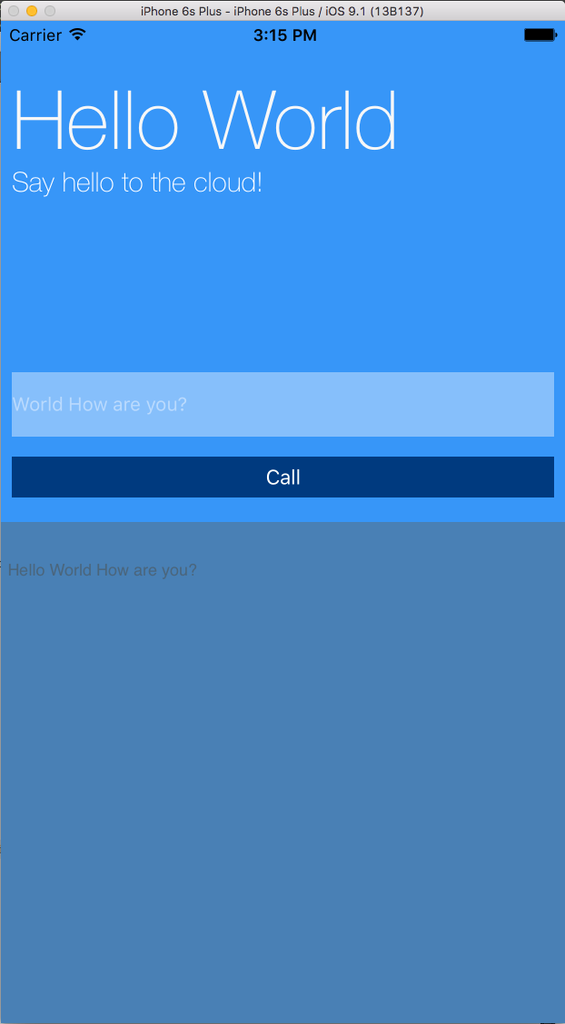 iPhone 6s Plus - iPhone 6s Plus / iOS 9.1 (13B137)
Carrier 3:15 PM
Hello World
Say hello to the cloud!
World How are you?
Call
Hello World How are you?